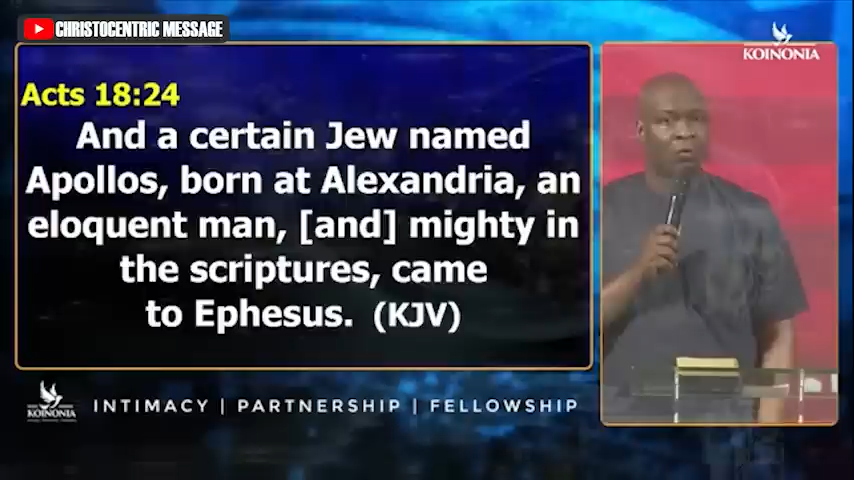 CHRISTOCENTRIC MESSAGE
KOINONIA
Acts 18:24
And a certain Jew named
Apollos, born at Alexandria, an
eloquent man, [and] mighty in
the scriptures, came
to Ephesus. (KJV)
KOINONIA
INTIMACY | PARTNERSHIP | FELLOWSHIP